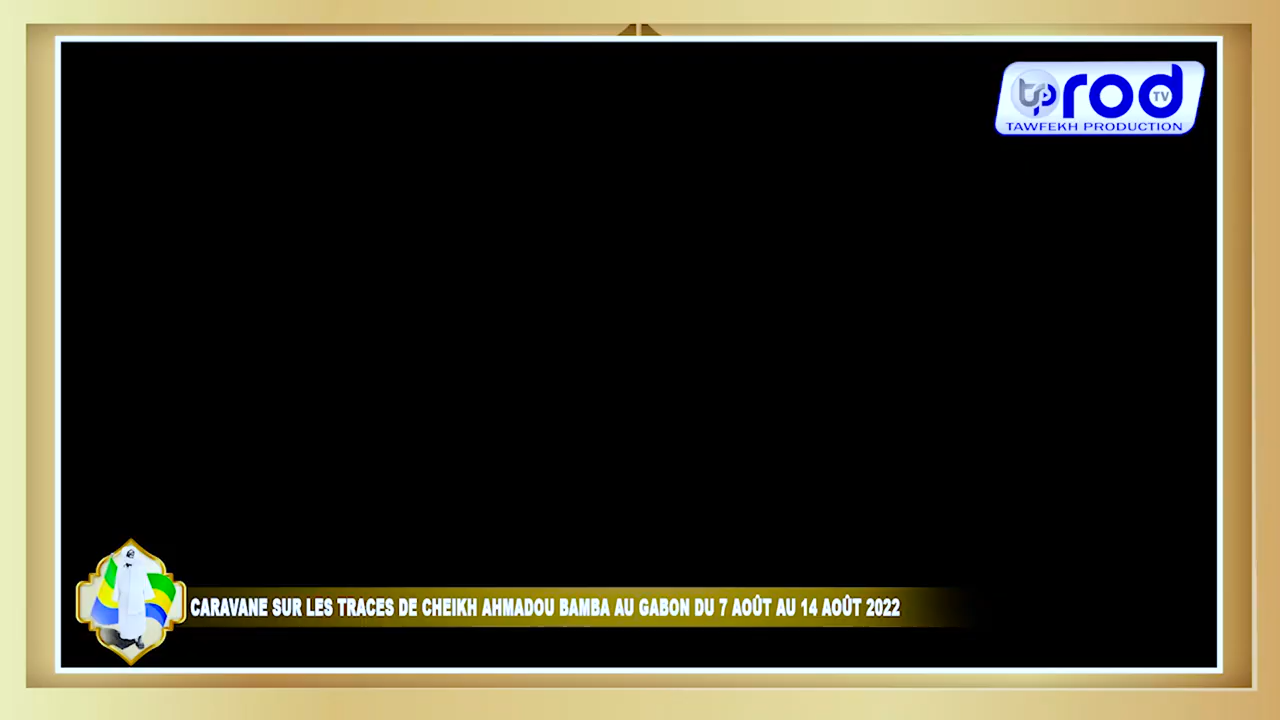 tprod TV
TAWFEKH PRODUCTION
CARAVANE SUR LES TRACES DE CHEIKH AHMADOU BAMBA AU GABON DU 7 AOÛT AU 14 AOÛT 2022